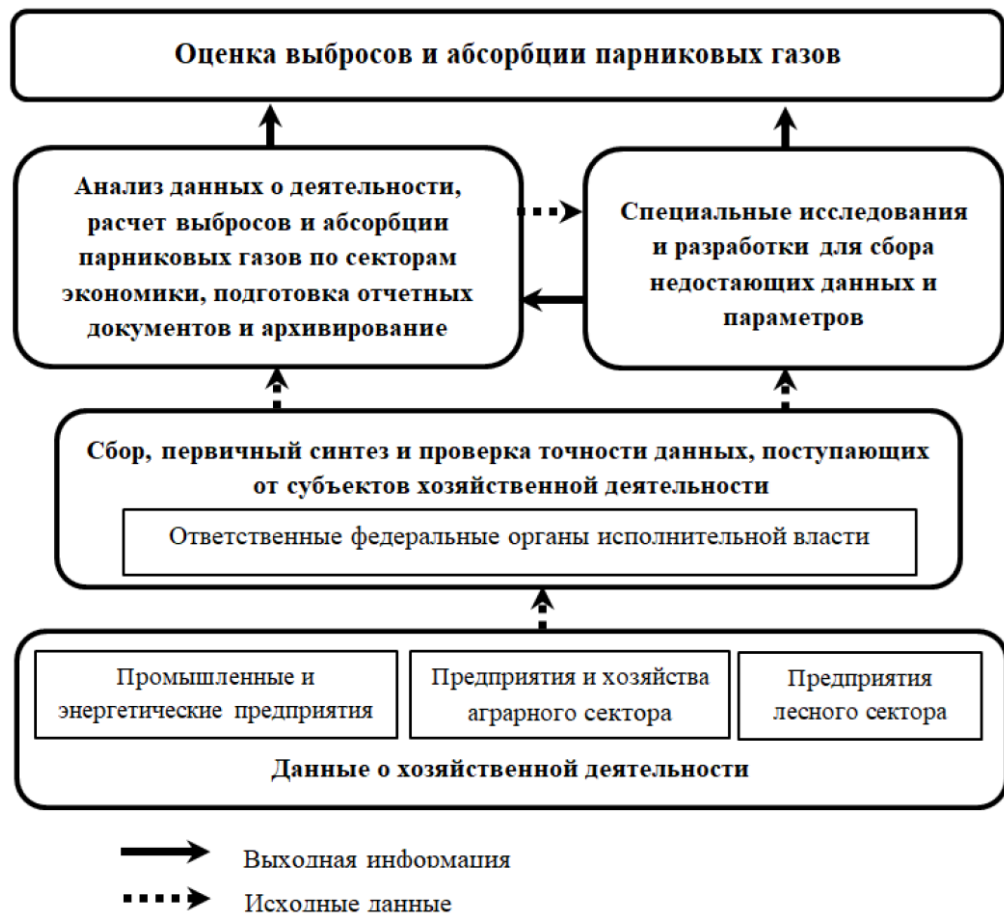 Оценка выбросов и абсорбции парниковых газов
Анализ данных о деятельности,
расчет выбросов и абсорбции
парниковых газов по секторам
экономики, подготовка отчетных
документов и архивирование
Специальные исследования
и разработки для сбора
недостающих данных и
параметров
Сбор, первичный синтез и проверка точности данных, поступающих
от субъектов хозяйственной деятельности
Ответственные федеральные органы исполнительной власти
Промышленные и
энергетические предприятия
Предприятия и хозяйства
аграрного сектора
Предприятия
лесного сектора
Данные о хозяйственной деятельности
Выходная информация
Исходные данные